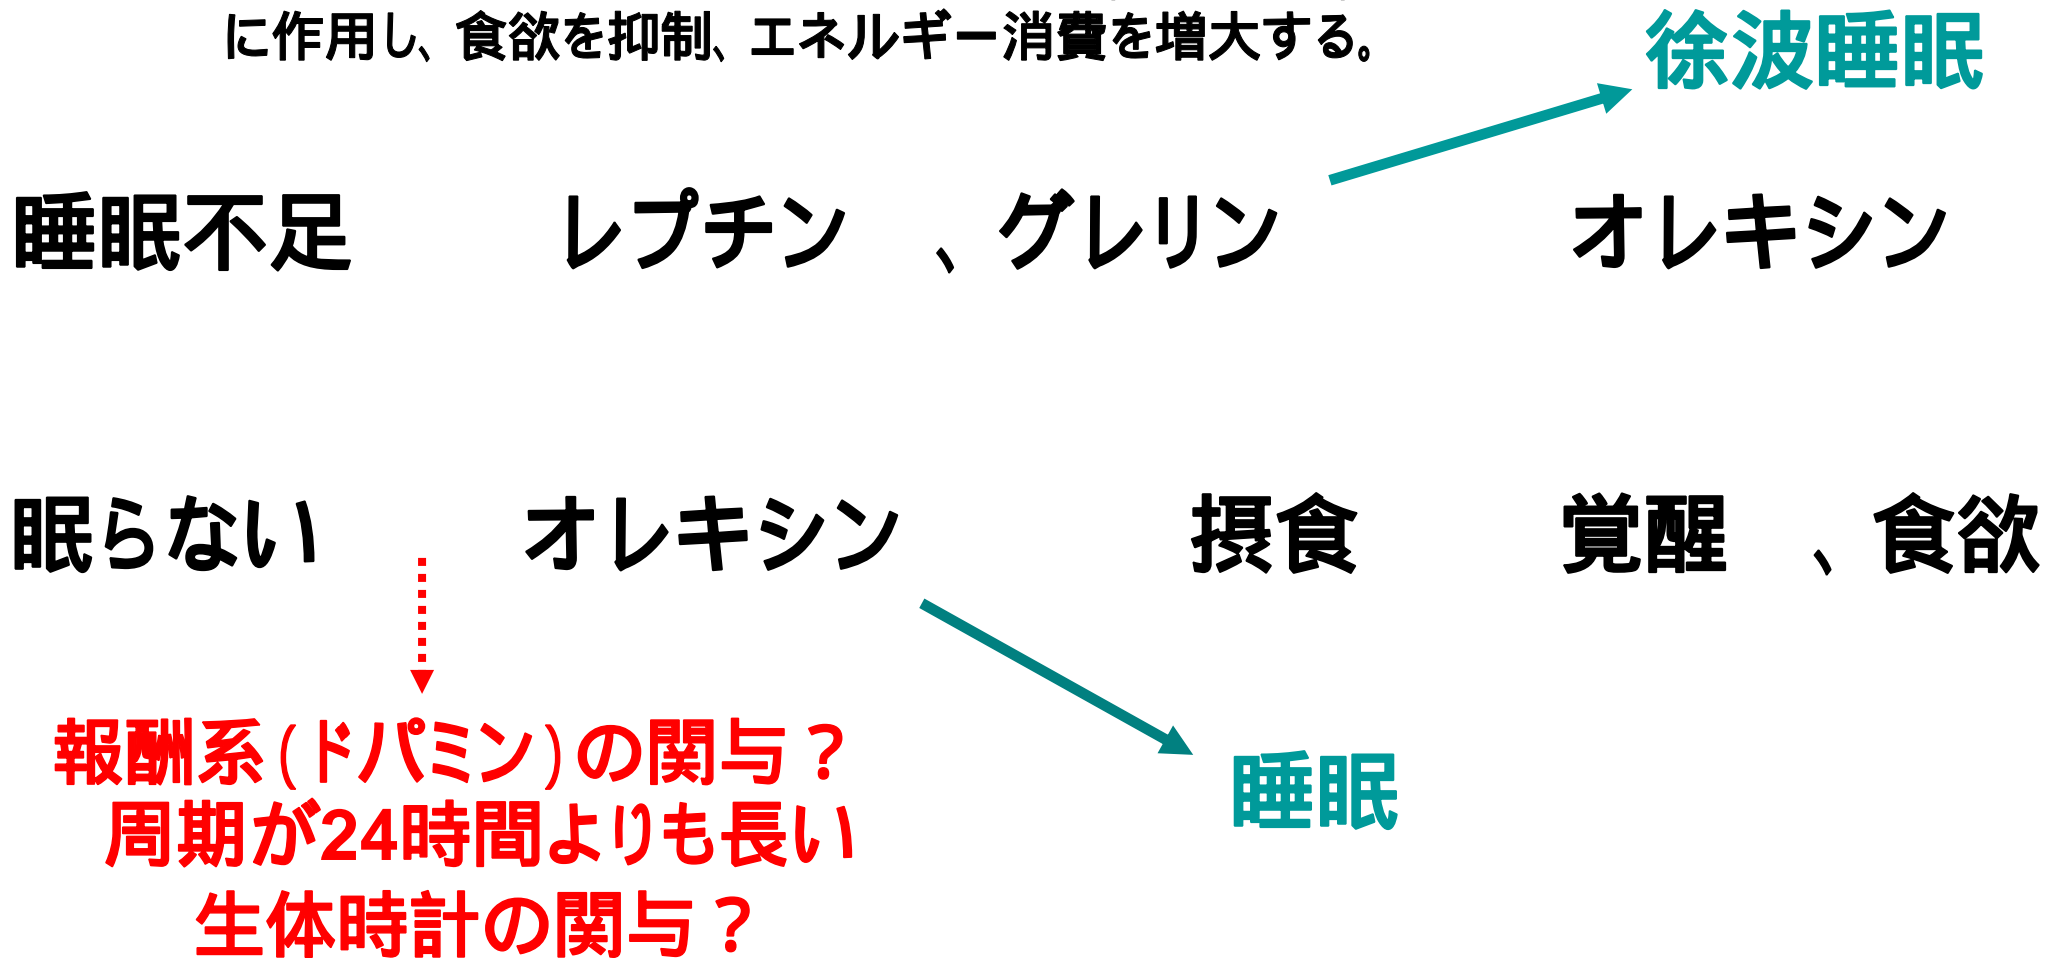 に作用し、食欲を抑制、エネルギー消費を増大する。
徐波睡眠
睡眠不足 レプチン 、グレリン オレキシン
眠らない オレキシン 摂食 覚醒 、食欲
報酬系(ドパミン)の関与？
睡眠
周期が24時間よりも長い
生体時計の関与？